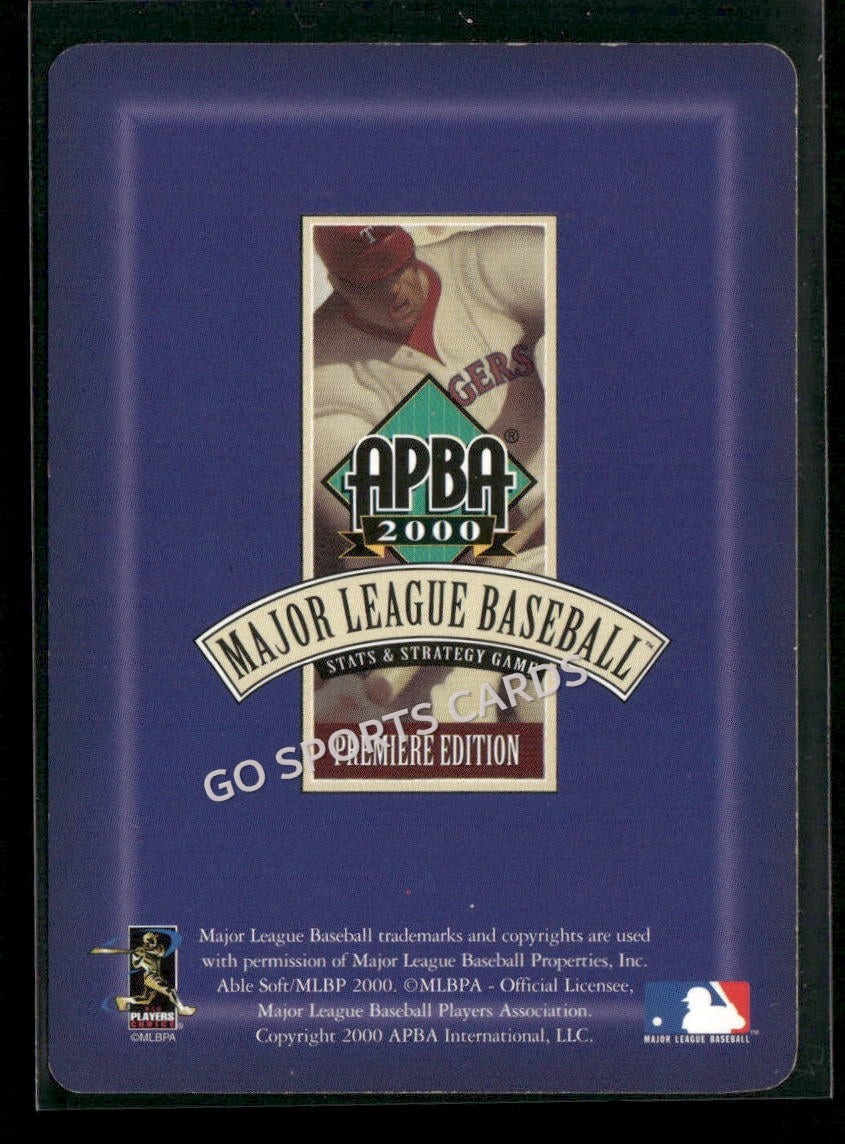 T
GERS
APBA®
2000
MAJOR LEAGUE BASEBALL™
STATS & STRATEGY GAME
GO SPORTS CARDS
PREMIERE EDITION
Major League Baseball trademarks and copyrights are used
with permission of Major League Baseball Properties, Inc.
Able Soft/MLBP 2000. ©MLBPA - Official Licensee,
Major League Baseball Players Association.
Copyright 2000 APBA International, LLC.
PLAYERS
CHOICE®
©MLBPA
MAJOR LEAGUE BASEBALL™